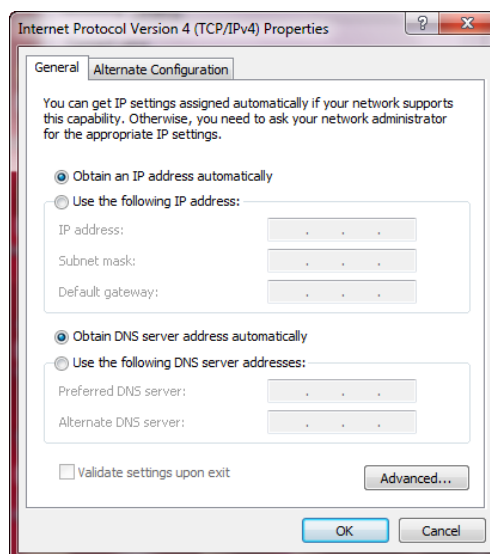 Internet Protocol Version 4 (TCP/IPv4) Properties
?
X
General
Alternate Configuration
You can get IP settings assigned automatically if your network supports
this capability. Otherwise, you need to ask your network administrator
for the appropriate IP settings.
Obtain an IP address automatically
Use the following IP address:
IP address:
Subnet mask:
Default gateway:
Obtain DNS server address automatically
Use the following DNS server addresses:
Preferred DNS server:
Alternate DNS server:
Validate settings upon exit
Advanced...
OK
Cancel